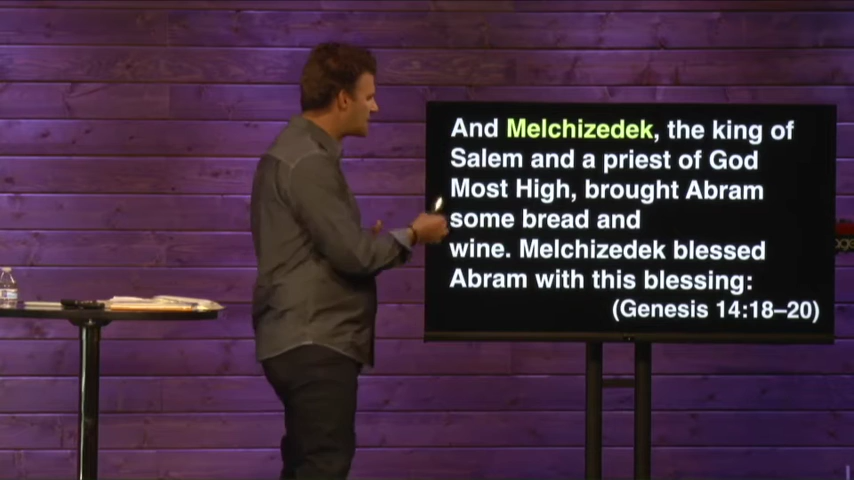 And Melchizedek, the king of
Salem and a priest of God
Most High, brought Abram
some bread and
wine. Melchizedek blessed
Abram with this blessing:
(Genesis 14:18–20)